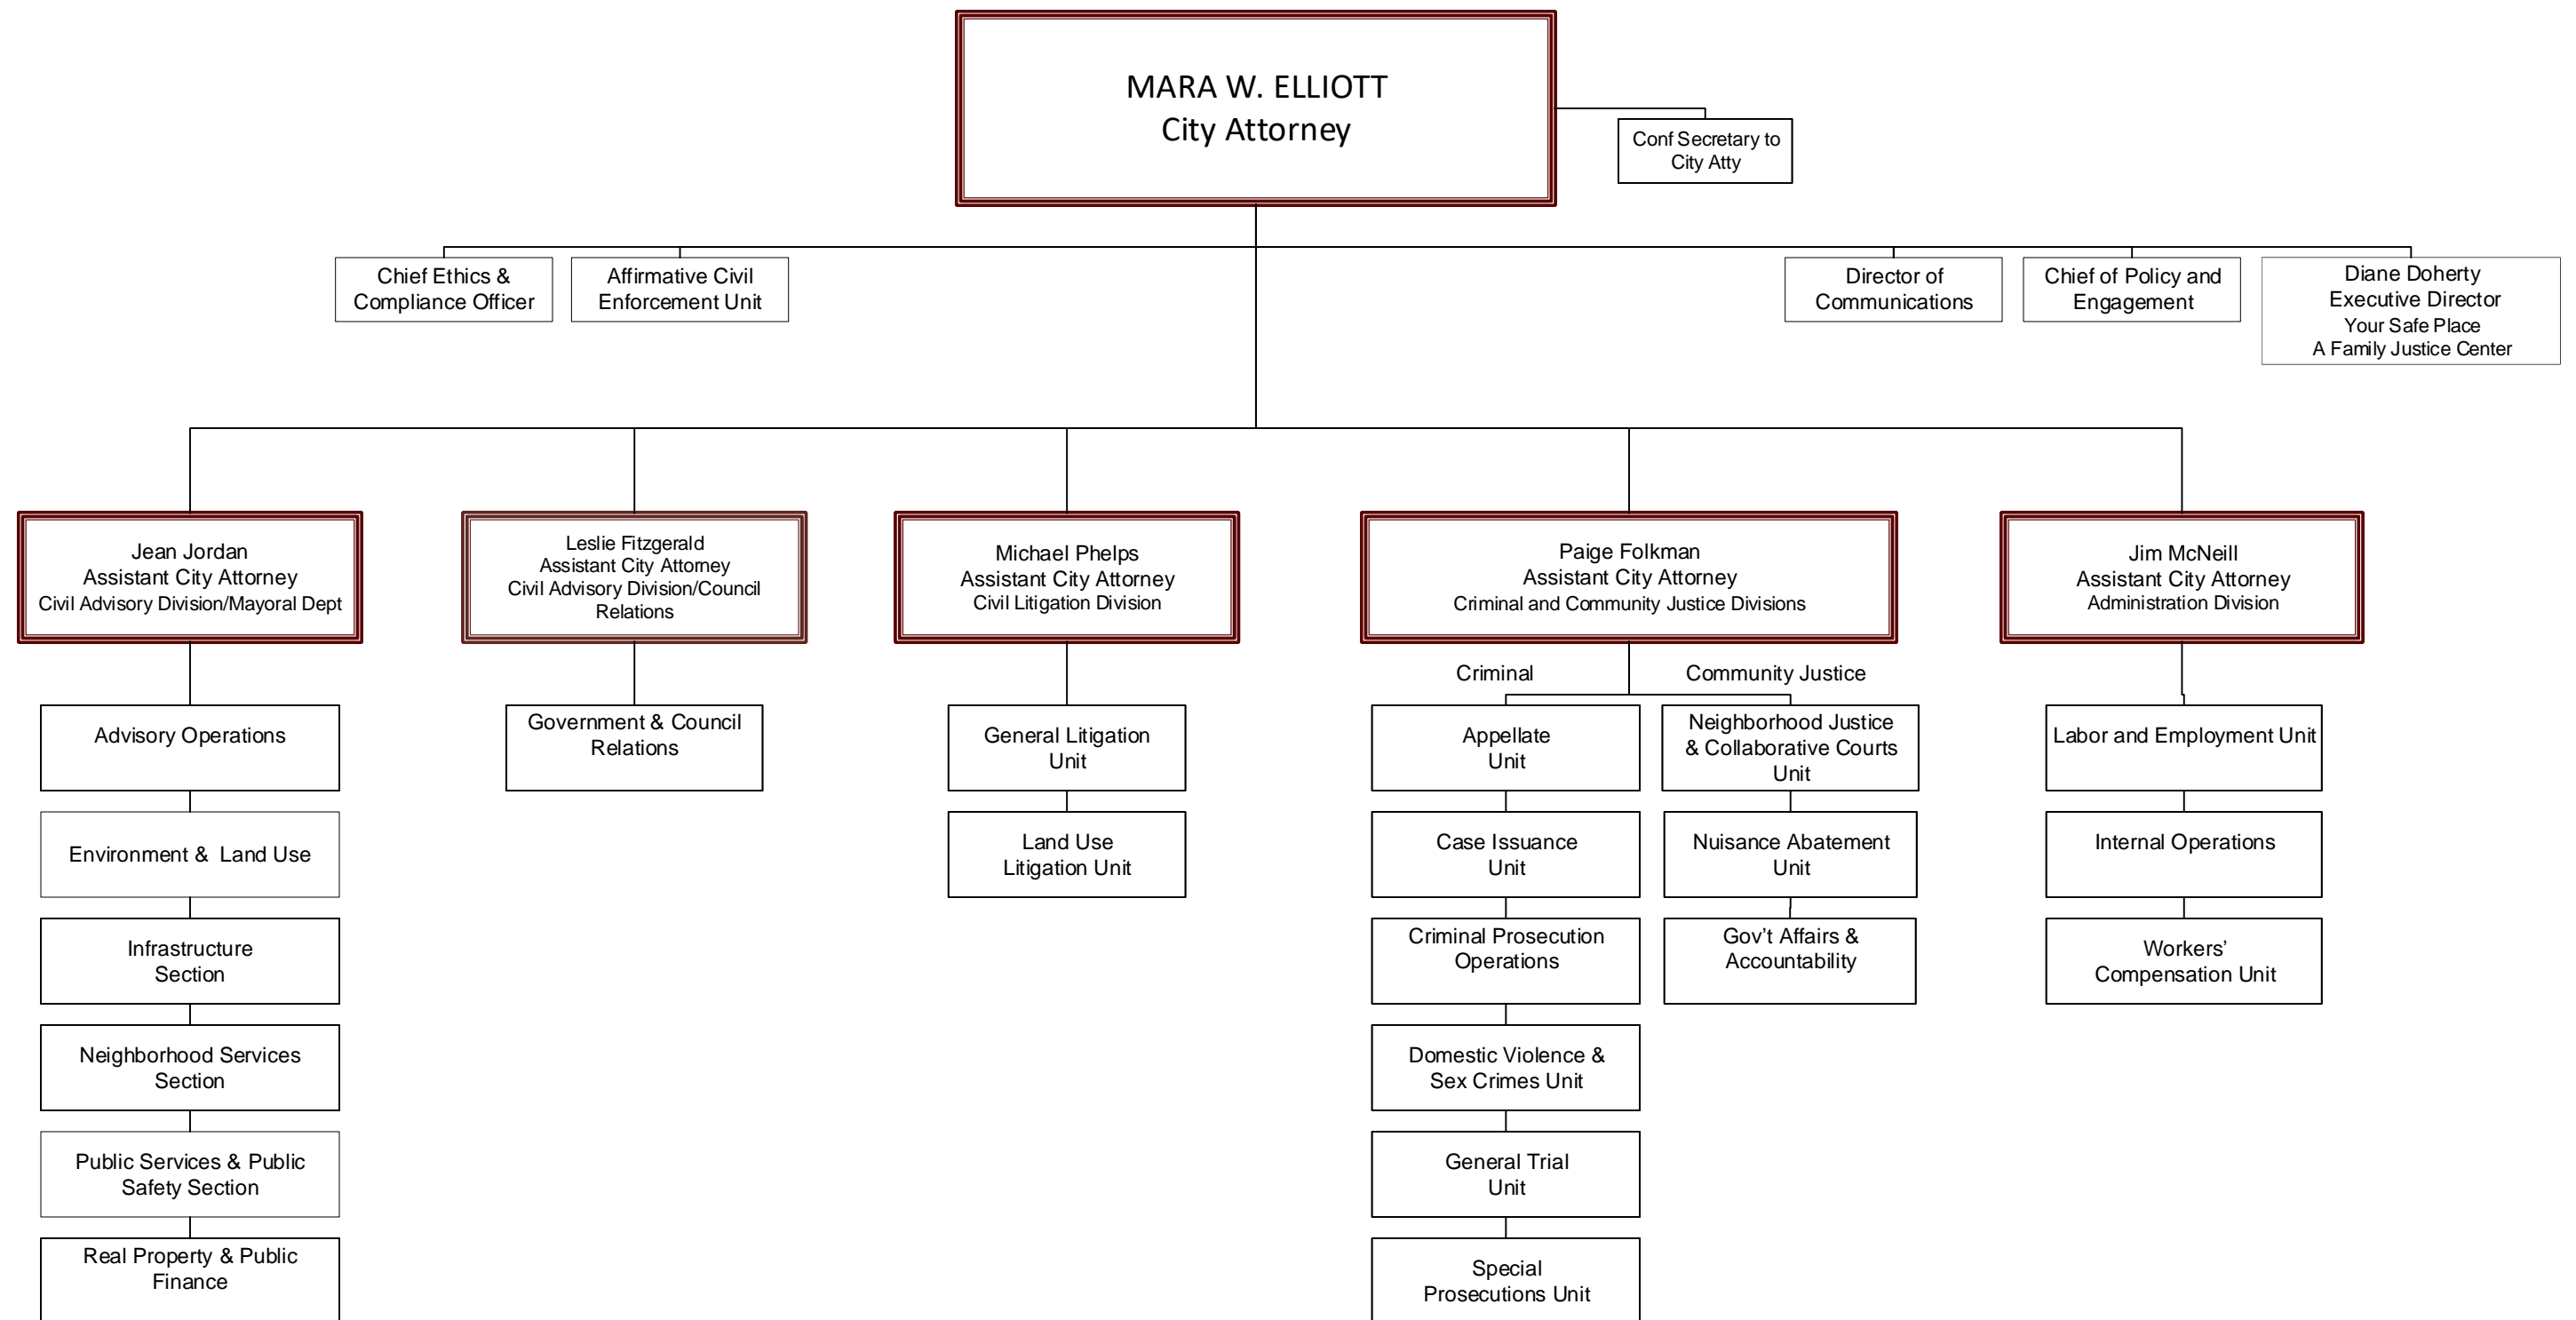 MARA W. ELLIOTT
City Attorney
Conf Secretary to
City Atty
Chief Ethics &
Compliance Officer
Affirmative Civil
Enforcement Unit
Director of
Communications
Chief of Policy and
Engagement
Diane Doherty
Executive Director
Your Safe Place
A Family Justice Center
Jean Jordan
Assistant City Attorney
Civil Advisory Division/Mayoral Dept
Leslie Fitzgerald
Assistant City Attorney
Civil Advisory Division/Council
Relations
Michael Phelps
Assistant City Attorney
Civil Litigation Division
Paige Folkman
Assistant City Attorney
Criminal and Community Justice Divisions
Jim McNeill
Assistant City Attorney
Administration Division
Advisory Operations
Environment & Land Use
Infrastructure
Section
Neighborhood Services
Section
Public Services & Public
Safety Section
Real Property & Public
Finance
Government & Council
Relations
General Litigation
Unit
Land Use
Litigation Unit
Criminal
Appellate
Unit
Case Issuance
Unit
Criminal Prosecution
Operations
Domestic Violence &
Sex Crimes Unit
General Trial
Unit
Special
Prosecutions Unit
Community Justice
Neighborhood Justice
& Collaborative Courts
Unit
Nuisance Abatement
Unit
Gov’t Affairs &
Accountability
Labor and Employment Unit
Internal Operations
Workers’
Compensation Unit